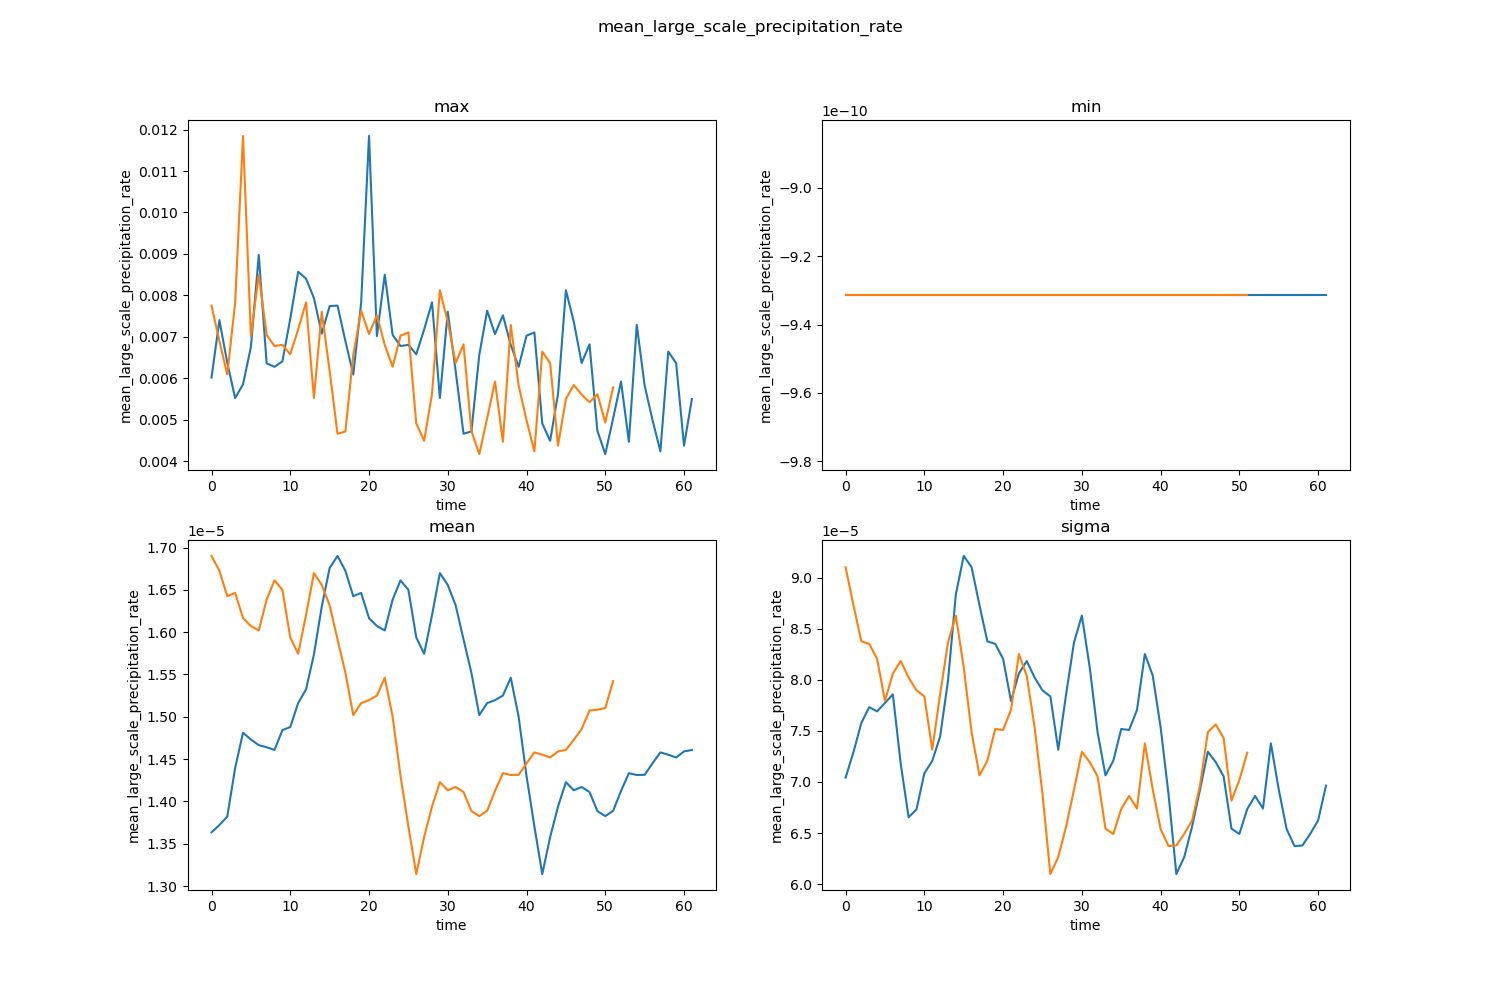 mean_large_scale_precipitation_rate
max
mean_large_scale_precipitation_rate
0.012
0.011
0.010
0.009
0.008
0.007
0.006
0.005
0.004
0 10 20 30 40 50 60
time
min
1e−10
mean_large_scale_precipitation_rate
−9.0
−9.2
−9.4
−9.6
−9.8
0 10 20 30 40 50 60
time
mean
1e−5
mean_large_scale_precipitation_rate
1.70
1.65
1.60
1.55
1.50
1.45
1.40
1.35
1.30
0 10 20 30 40 50 60
time
sigma
1e−5
mean_large_scale_precipitation_rate
9.0
8.5
8.0
7.5
7.0
6.5
6.0
0 10 20 30 40 50 60
time